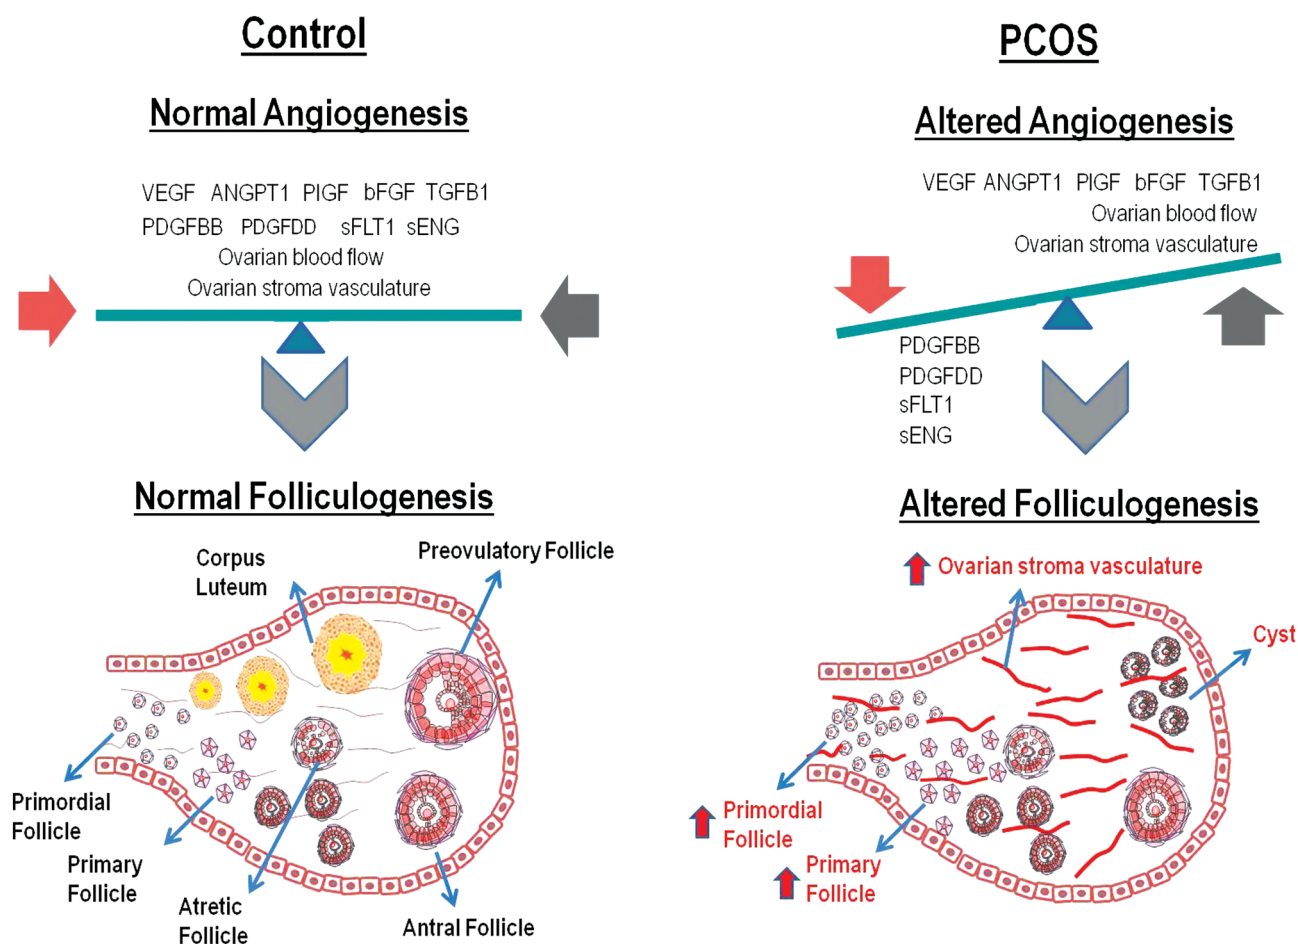 Control
Normal Angiogenesis
VEGF ANGPT1 PIGF bFGF TGFB1
PDGFBB PDGFDD sFLT1 sENG
Ovarian blood flow
Ovarian stroma vasculature
Normal Folliculogenesis
Corpus
Luteum
Preovulatory Follicle
Primordial
Follicle
Primary
Follicle
Atretic
Follicle
Antral Follicle
PCOS
Altered Angiogenesis
VEGF ANGPT1 PIGF bFGF TGFB1
Ovarian blood flow
Ovarian stroma vasculature
PDGFBB
PDGFDD
sFLT1
sENG
Altered Folliculogenesis
Ovarian stroma vasculature
Cyst
Primordial
Follicle
Primary
Follicle